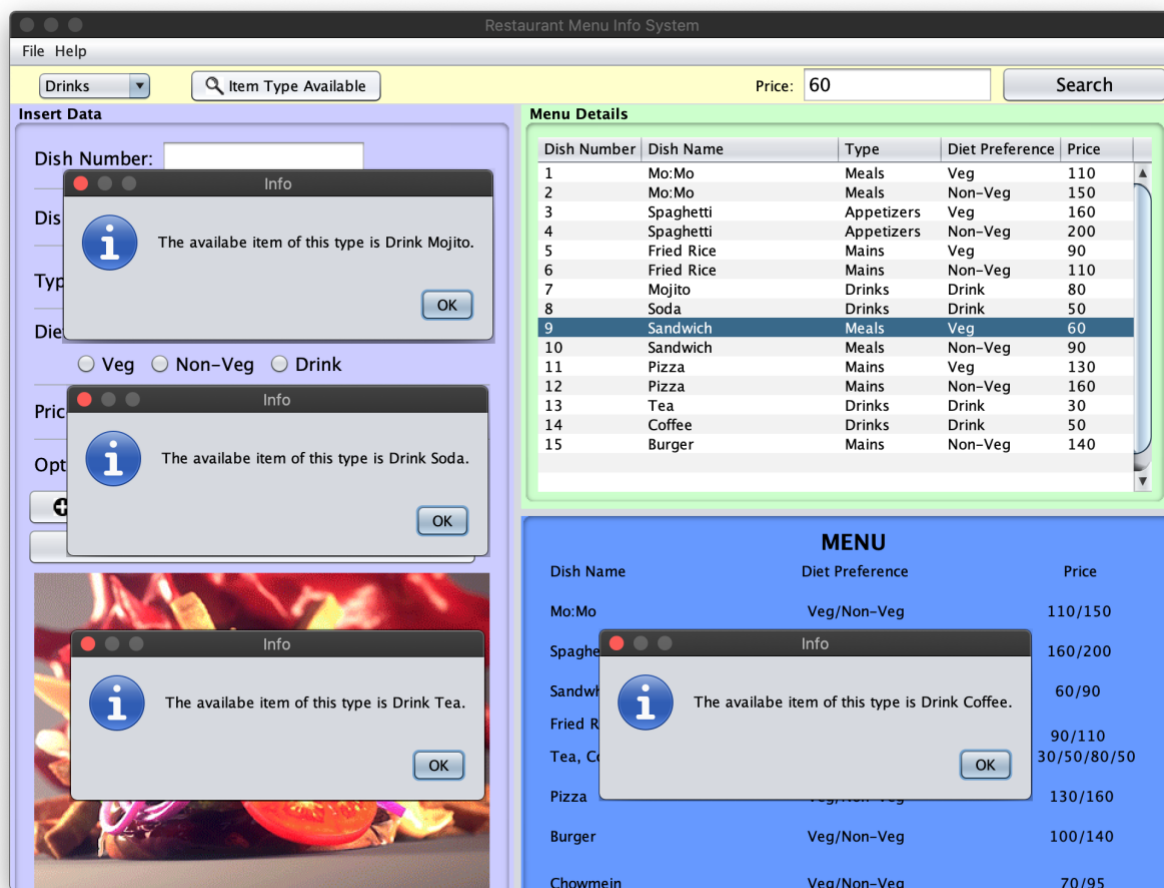 Restaurant Menu Info System
File Help
Drinks Item Type Available Price: 60 Search
Insert Data
Dish Number:
Info
The availabe item of this type is Drink Mojito.
OK
Veg Non-Veg Drink
Info
The availabe item of this type is Drink Soda.
OK
Info
The availabe item of this type is Drink Tea.
OK
Menu Details
Dish Number Dish Name Type Diet Preference Price
1 Mo:Mo Meals Veg 110
2 Mo:Mo Meals Non-Veg 150
3 Spaghetti Appetizers Veg 160
4 Spaghetti Appetizers Non-Veg 200
5 Fried Rice Mains Veg 90
6 Fried Rice Mains Non-Veg 110
7 Mojito Drinks Drink 80
8 Soda Drinks Drink 50
9 Sandwich Meals Veg 60
10 Sandwich Meals Non-Veg 90
11 Pizza Mains Veg 130
12 Pizza Mains Non-Veg 160
13 Tea Drinks Drink 30
14 Coffee Drinks Drink 50
15 Burger Mains Non-Veg 140
MENU
Dish Name Diet Preference Price
Mo:Mo Veg/Non-Veg 110/150
160/200
60/90
Fried
90/110
Tea, 30/50/80/50
Pizza Veg/Non-Veg 130/160
Burger Veg/Non-Veg 100/140
Chowmein Veg/Non-Veg 70/95
Info
The availabe item of this type is Drink Coffee.
OK